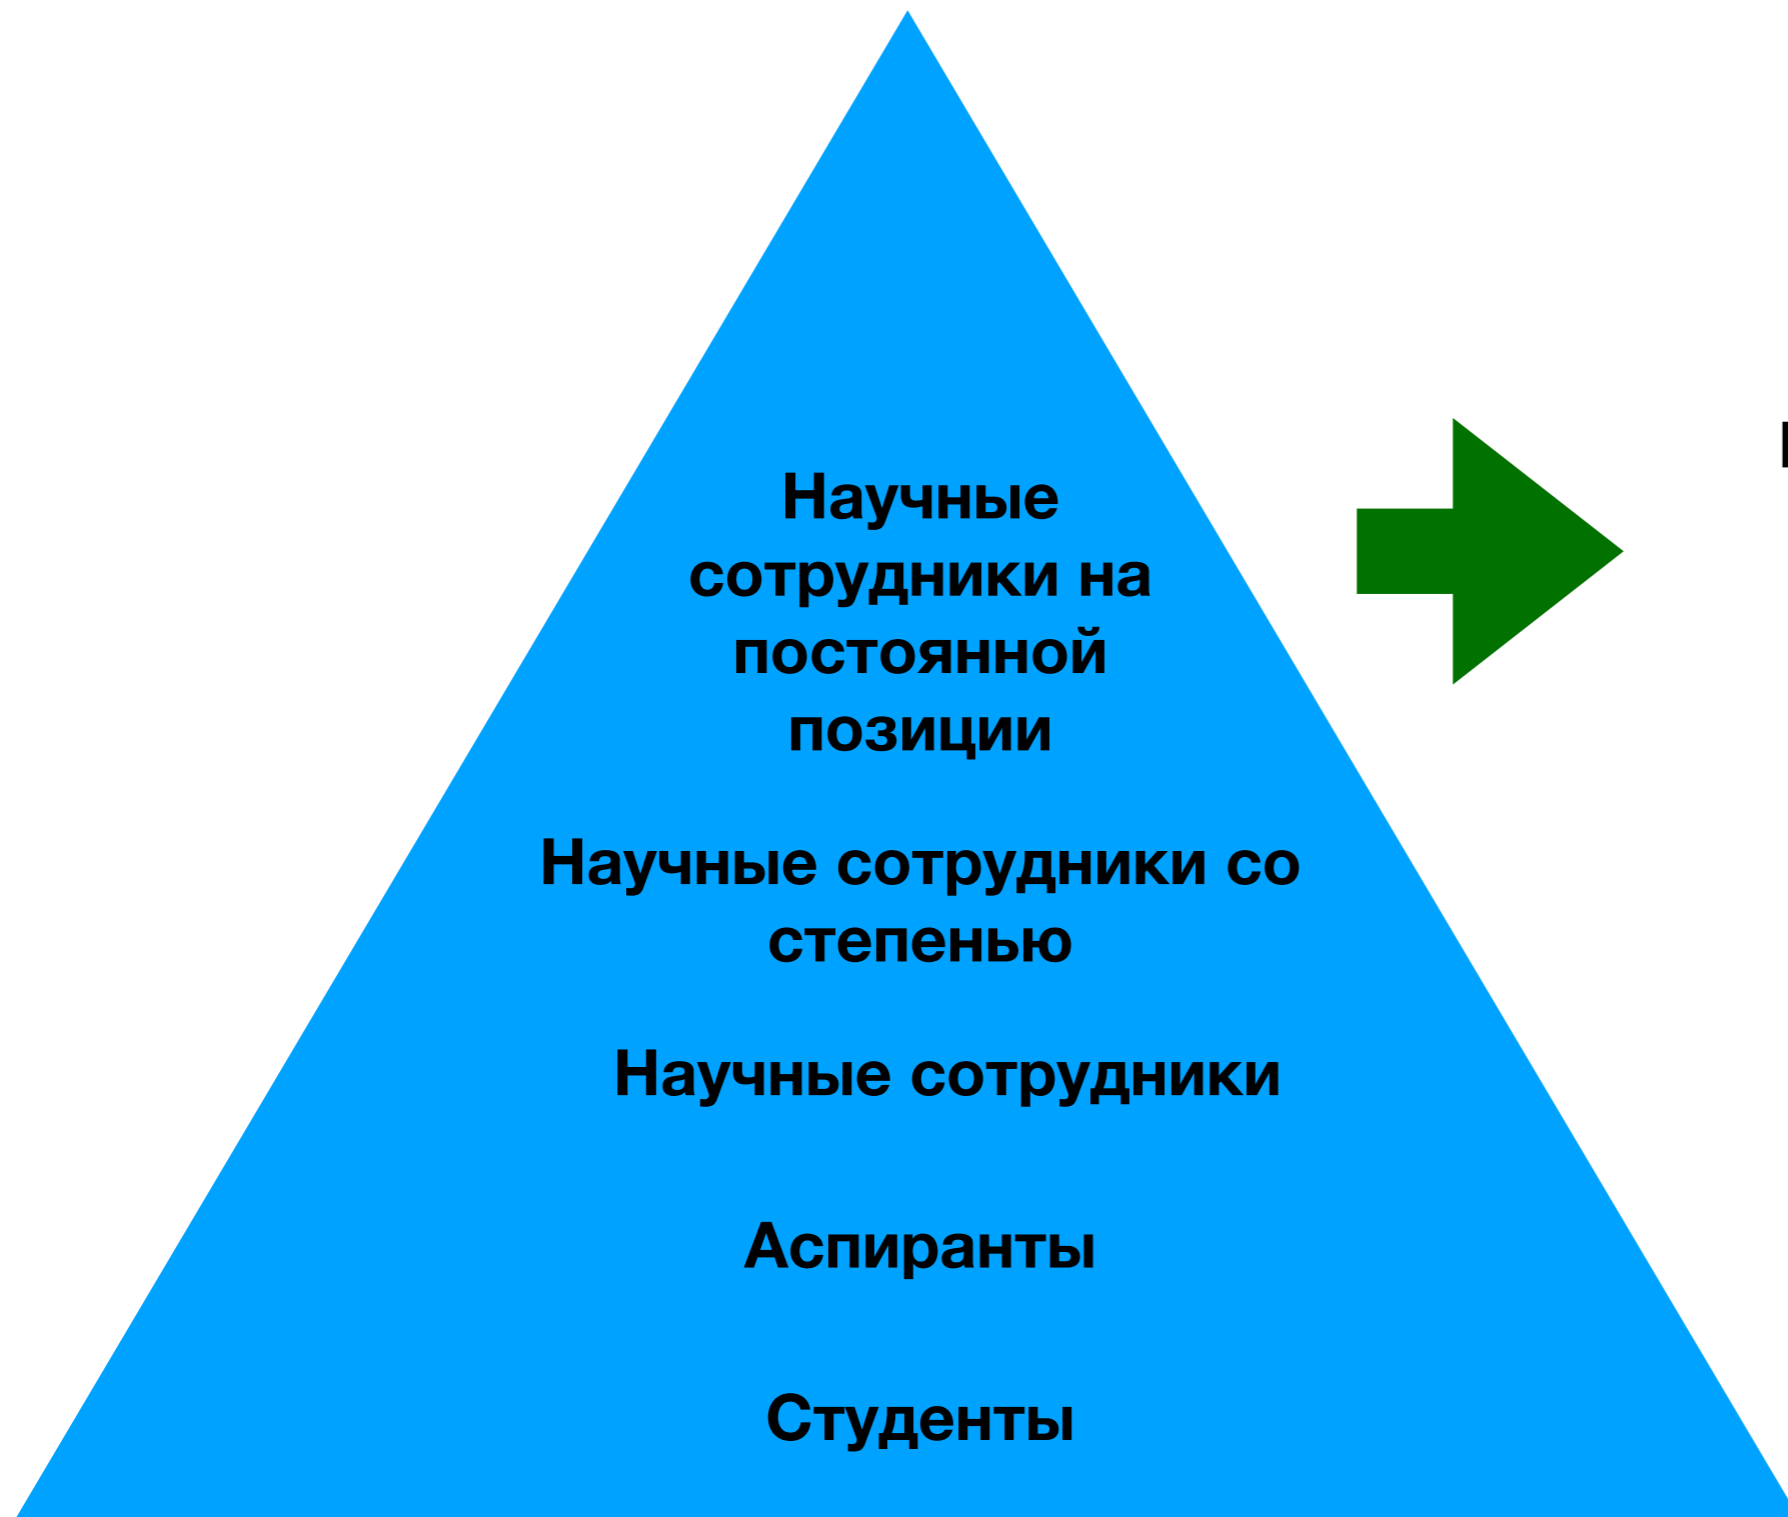 Научные
сотрудники на
постоянной
позиции
Научные сотрудники со
степенью
Научные сотрудники
Аспиранты
Студенты